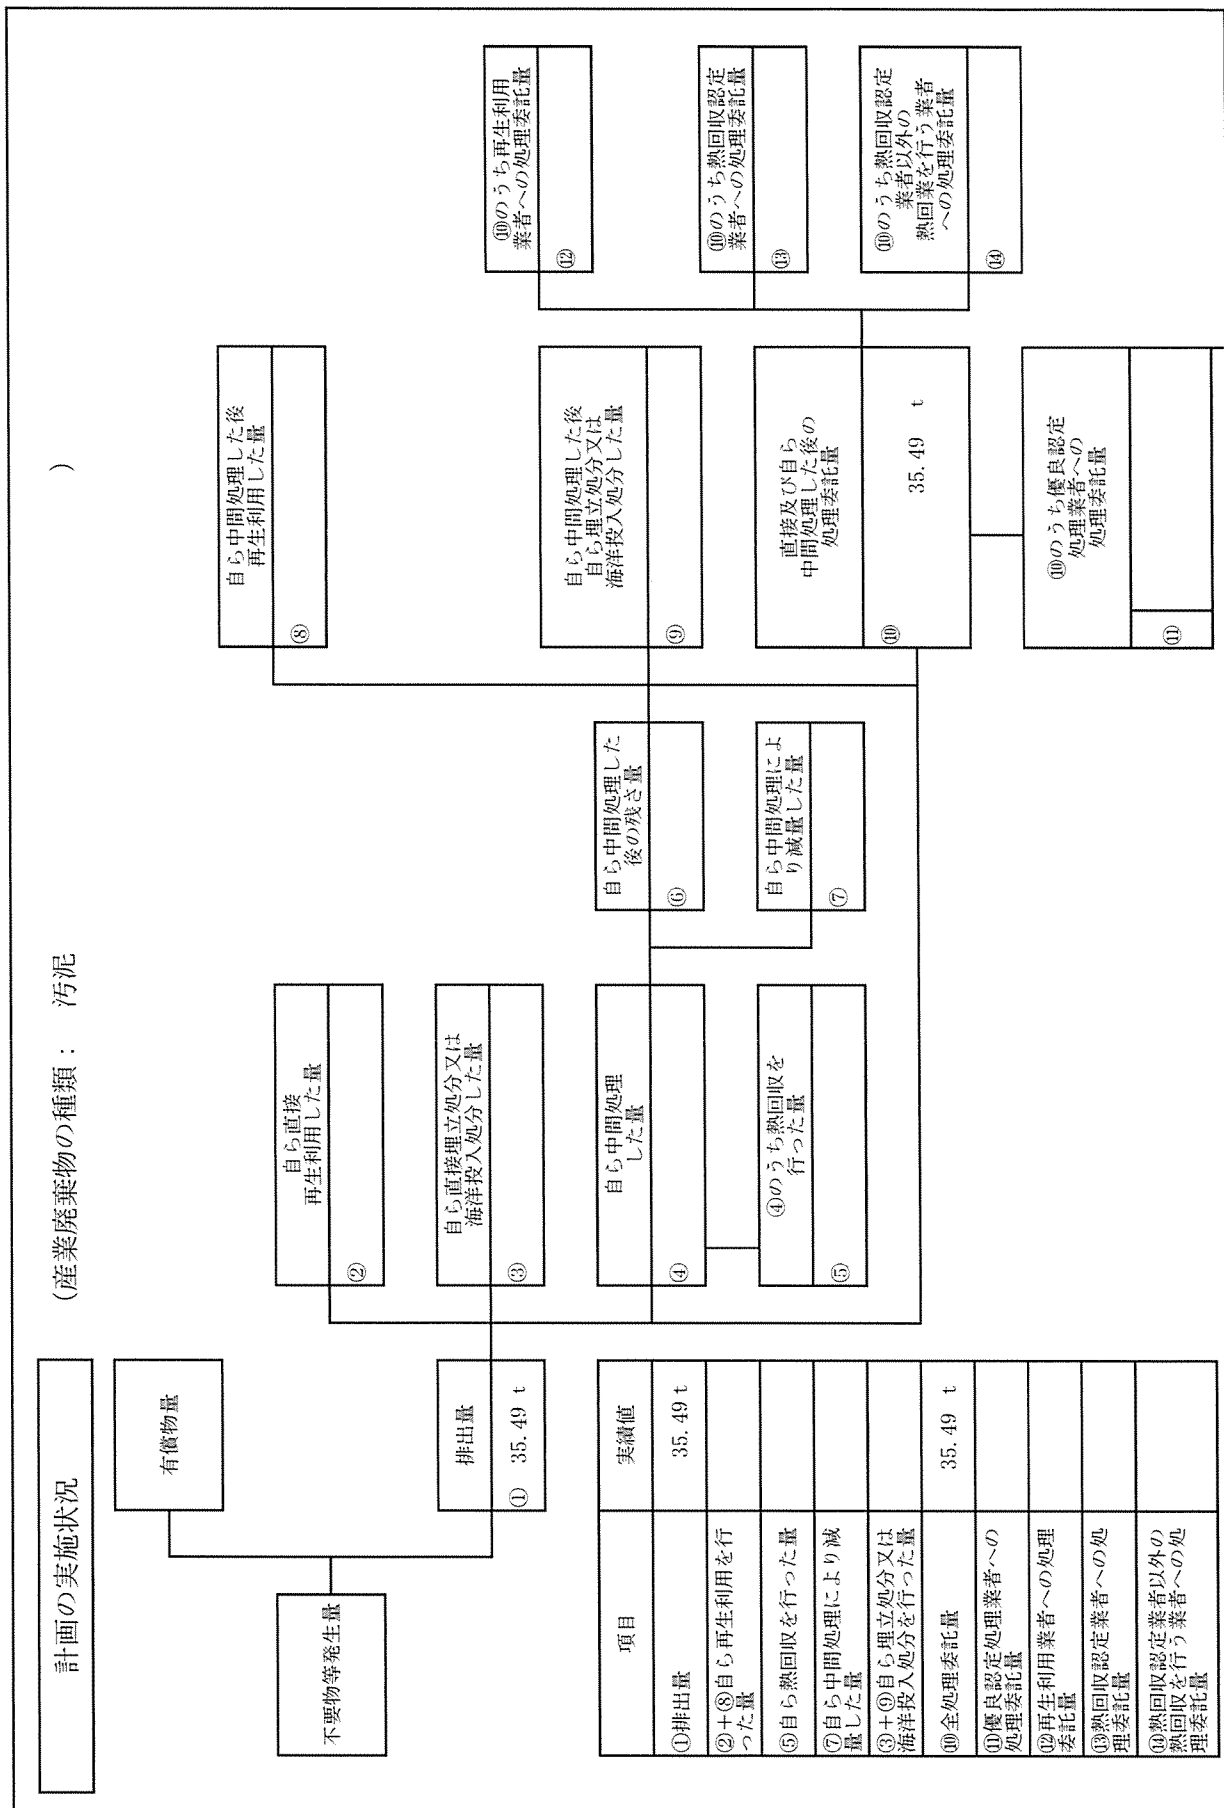 計画の実施状況
(産業廃棄物の種類： 汚泥 )
不要物等発生量
有償物量
排出量
① 35.49 t
自ら直接
再生利用した量
②
自ら直接埋立処分又は
海洋投入処分した量
③
自ら中間処理
した量
④
④のうち熱回収を
行った量
⑤
自ら中間処理した
後の残さ量
⑥
自ら中間処理によ
り減量した量
⑦
自ら中間処理した後
再生利用した量
⑧
自ら中間処理した後
自ら埋立処分又は
海洋投入処分した量
⑨
直接及び自ら
中間処理した後の
処理委託量
⑩ 35.49 t
⑩のうち優良認定
処理業者への
処理委託量
⑪
⑩のうち再生利用
業者への処理委託量
⑫
⑩のうち熱回収認定
業者への処理委託量
⑬
⑩のうち熱回収認定
業者以外の
熱回業を行う業者
への処理委託量
⑭
項目 実績値
①排出量 35.49 t
②+⑧自ら再生利用を行
った量
⑤自ら熱回収を行った量
⑦自ら中間処理により減
量した量
③+⑨自ら埋立処分又は
海洋投入処分を行った量
⑩全処理委託量 35.49 t
⑪優良認定処理業者への
処理委託量
⑫再生利用業者への処理
委託量
⑬熱回収認定業者への処
理委託量
⑭熱回収認定業者以外の
熱回収を行う業者への処
理委託量